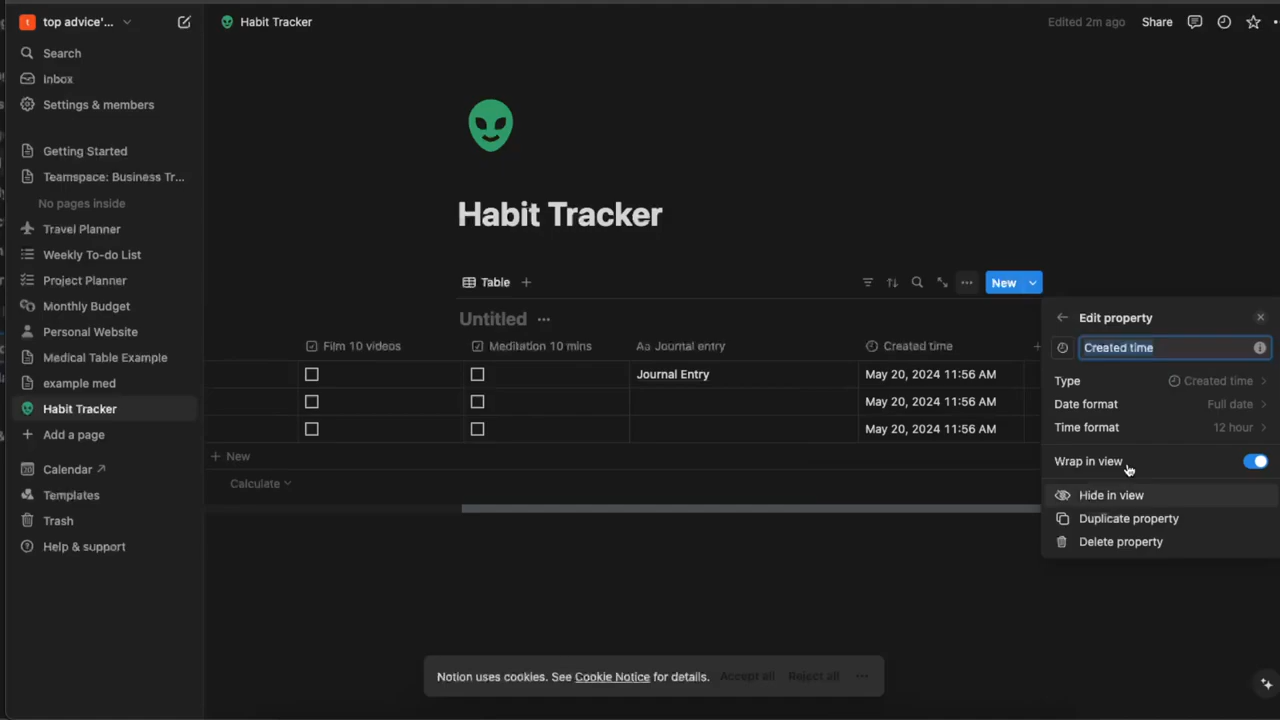 t top advice'...
Habit Tracker
Edited 2m ago Share
Search
Inbox
Settings & members
Getting Started
Teamspace: Business Tr...
No pages inside
Travel Planner
Weekly To-do List
Project Planner
Monthly Budget
Personal Website
Medical Table Example
example med
Habit Tracker
Add a page
Calendar
Templates
Trash
Help & support
Habit Tracker
Table
New
Untitled
Film 10 videos Meditation 10 mins Aa Journal entry Created time
Journal Entry May 20, 2024 11:56 AM
May 20, 2024 11:56 AM
May 20, 2024 11:56 AM
+ New
Calculate
Edit property
Created time
Type Created time
Date format Full date
Time format 12 hour
Wrap in view
Hide in view
Duplicate property
Delete property
Notion uses cookies. See Cookie Notice for details. Accept all Reject all